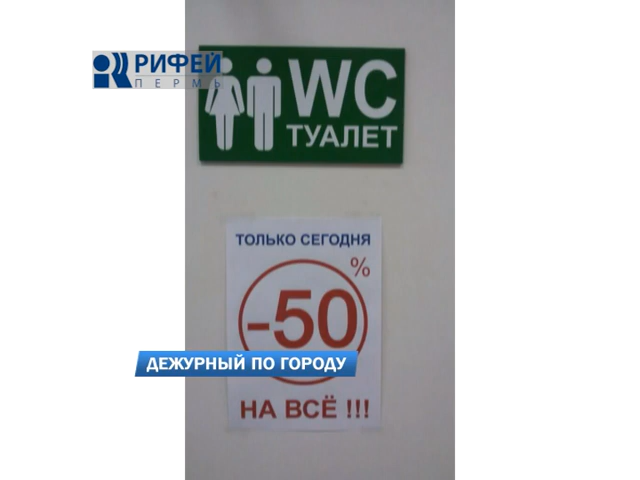 РИФЕЙ
ПЕРМЬ
WC
ТУАЛЕТ
ТОЛЬКО СЕГОДНЯ
%
-50
ДЕЖУРНЫЙ ПО ГОРОДУ
НА ВСЁ !!!